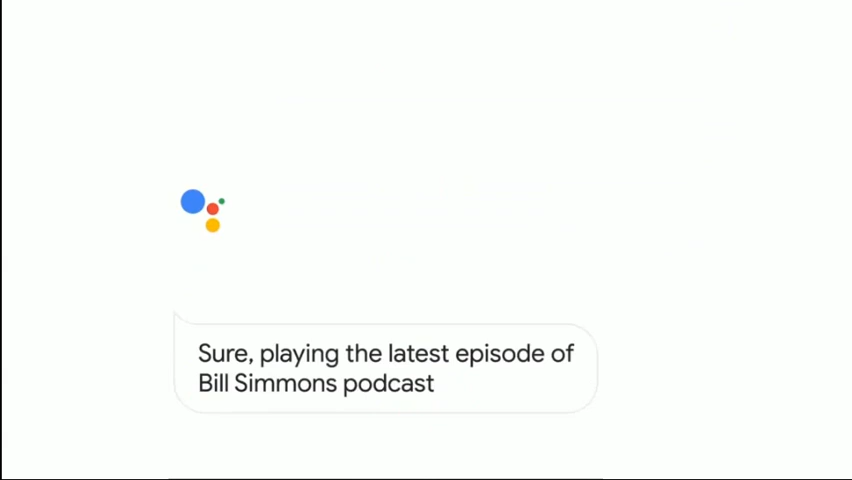 Sure, playing the latest episode of
Bill Simmons podcast